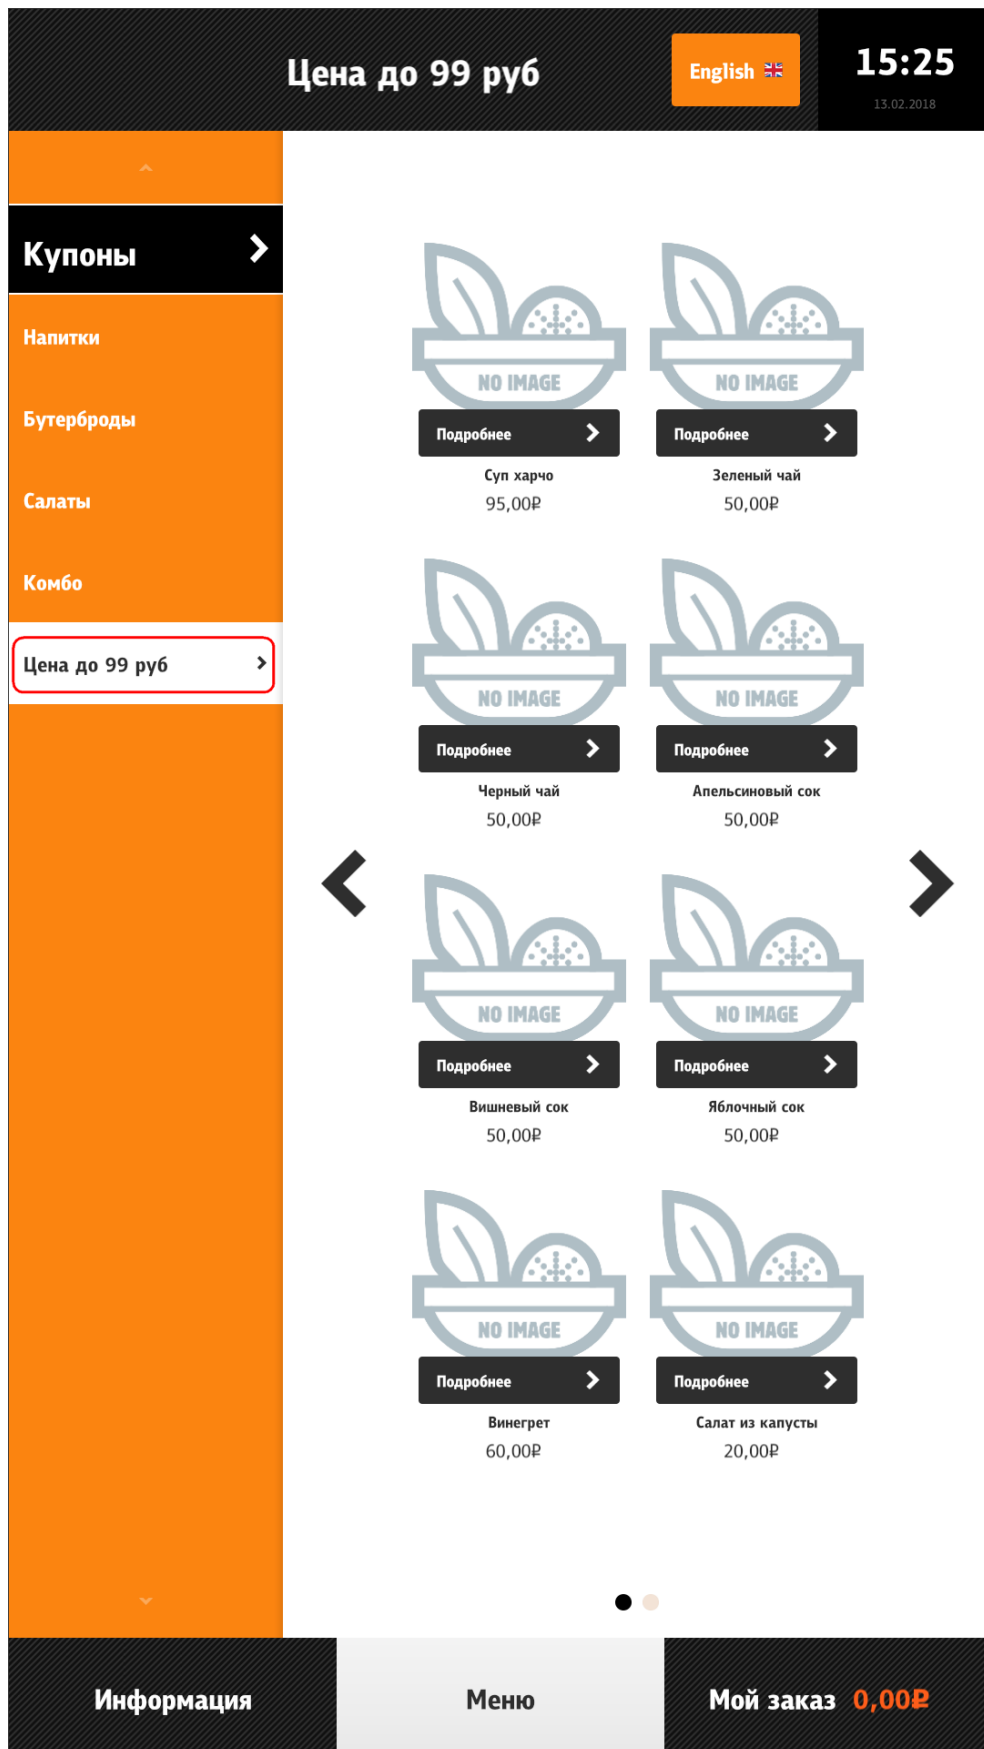 Цена до 99 руб
English
15:25
13.02.2018
Купоны
Напитки
Бутерброды
Салаты
Комбо
Цена до 99 руб
NO IMAGE NO IMAGE
Подробнее Подробнее
Суп харчо Зеленый чай
95,00₽ 50,00₽
NO IMAGE NO IMAGE
Подробнее Подробнее
Черный чай Апельсиновый сок
50,00₽ 50,00₽
NO IMAGE NO IMAGE
Подробнее Подробнее
Вишневый сок Яблочный сок
50,00₽ 50,00₽
NO IMAGE NO IMAGE
Подробнее Подробнее
Винегрет Салат из капусты
60,00₽ 20,00₽
Информация Меню Мой заказ 0,00₽